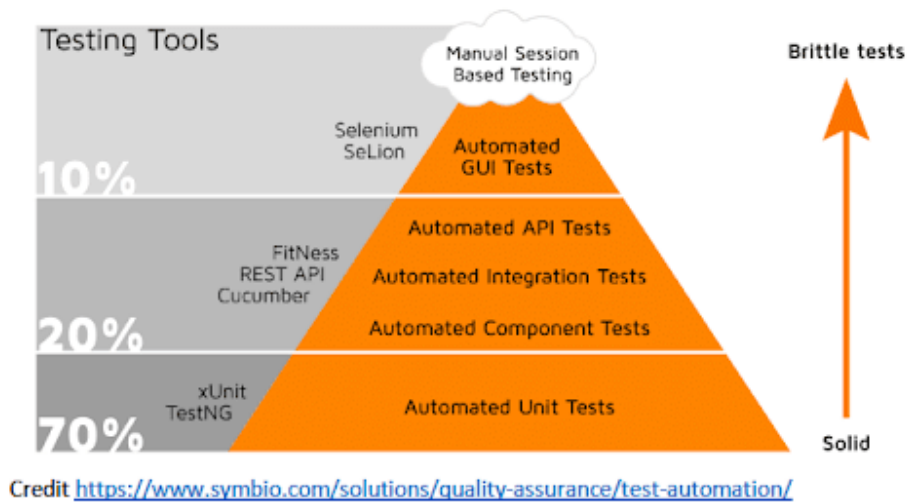 Testing Tools
Manual Session
Based Testing
Brittle tests
Selenium
SeLion
Automated
GUI Tests
10%
Automated API Tests
FitNess
REST API
Cucumber
Automated Integration Tests
Automated Component Tests
20%
xUnit
TestNG
Automated Unit Tests
70%
Solid
Credit https://www.symbio.com/solutions/quality-assurance/test-automation/